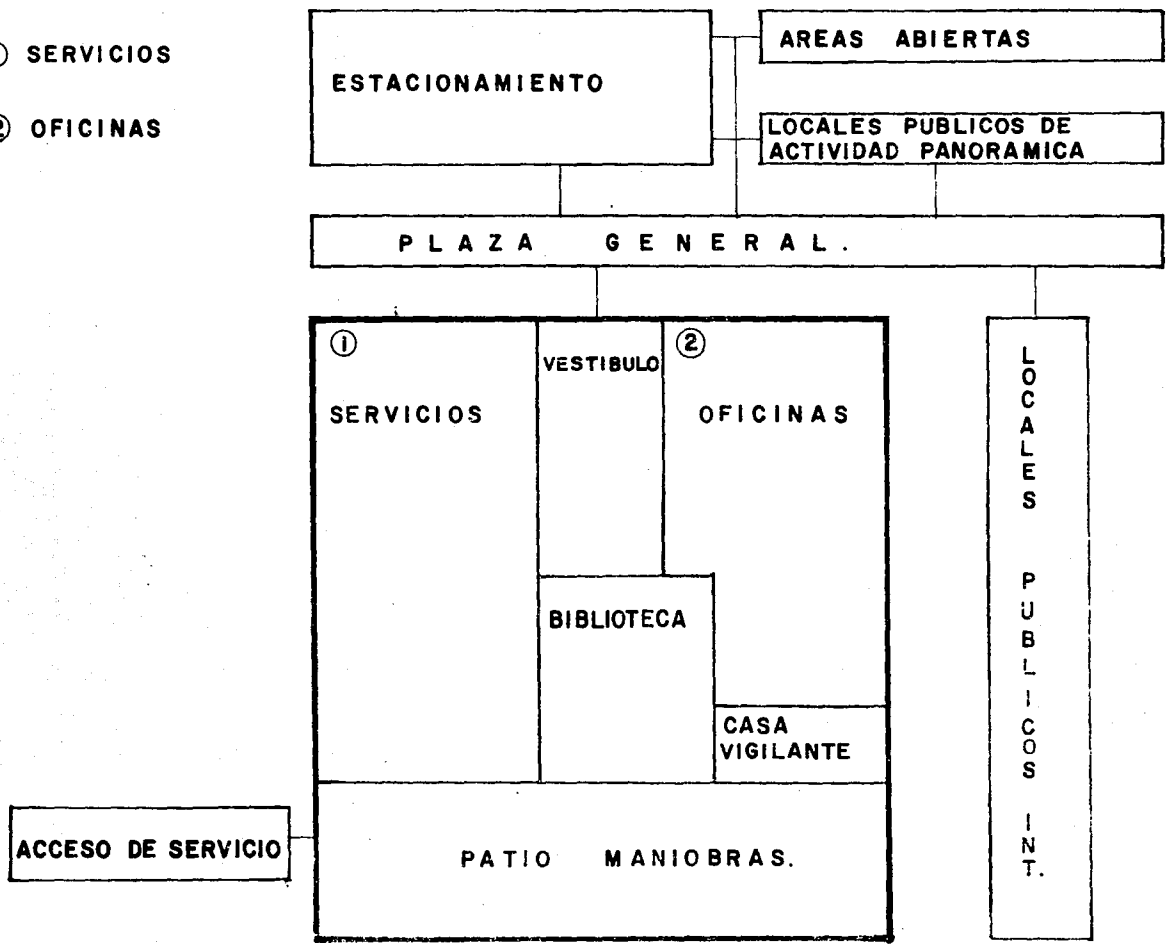 ① SERVICIOS
② OFICINAS
ESTACIONAMIENTO
AREAS ABIERTAS
LOCALES PUBLICOS DE
ACTIVIDAD PANORAMICA
PLAZA GENERAL.
①
SERVICIOS
VESTIBULO
②
OFICINAS
BIBLIOTECA
CASA
VIGILANTE
LOCALES PUBLICOS INT.
ACCESO DE SERVICIO
PATIO MANIOBRAS.